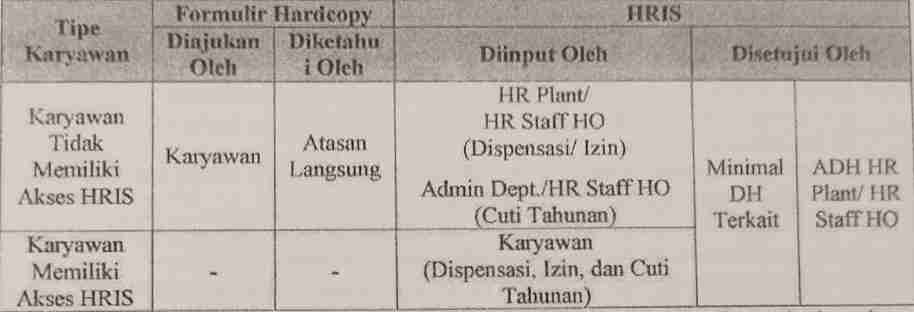 Tipe
Karyawan
Formulir Hardcopy
HRIS
Diajukan
Oleh
Diketahu
i Oleh
Diinput Oleh
Disetujui Oleh
Karyawan
Tidak
Memiliki
Akses HRIS
Karyawan
Atasan
Langsung
HR Plant/
HR Staff HO
(Dispensasi/ Izin)
Admin Dept./HR Staff HO
(Cuti Tahunan)
Minimal
DH
Terkait
ADH HR
Plant/ HR
Staff HO
Karyawan
Memiliki
Akses HRIS
-
-
Karyawan
(Dispensasi, Izin, dan Cuti
Tahunan)